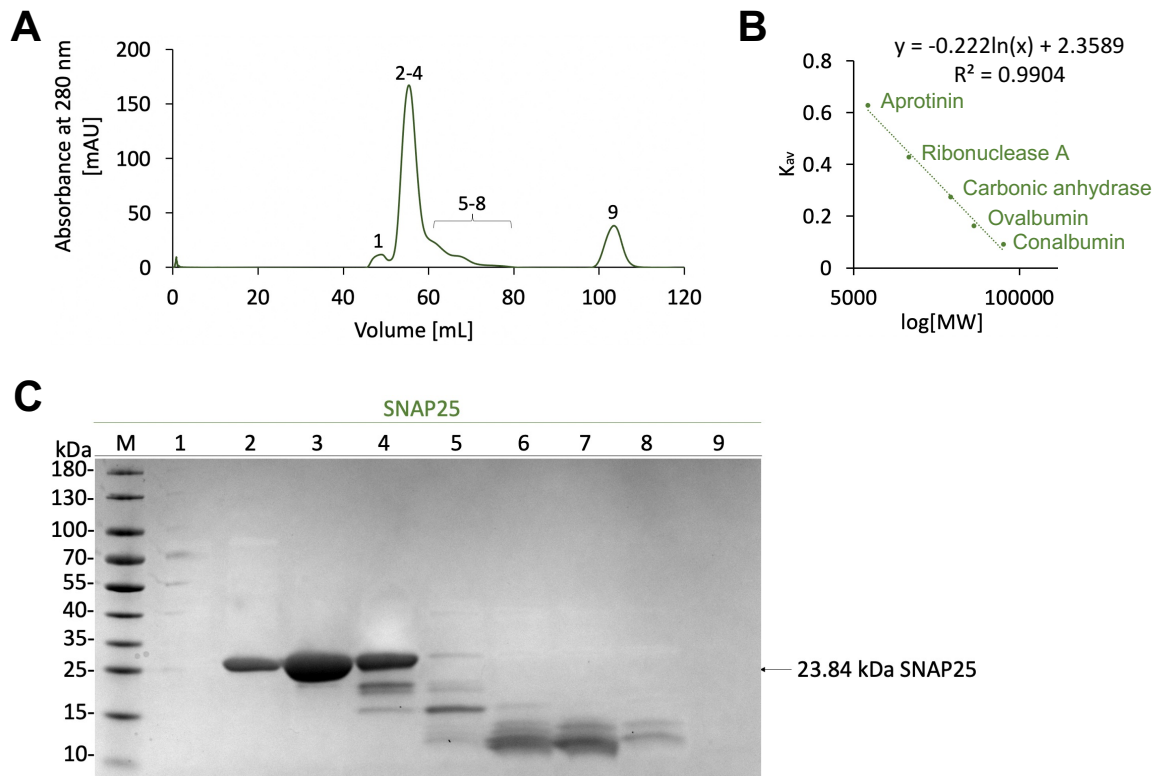 A
Absorbance at 280 nm
[mAU]
200
150
100
50
0
2-4
5-8
1
9
0 20 40 60 80 100 120
Volume [mL]
B
y = -0.222ln(x) + 2.3589
R² = 0.9904
Kav
0.8
0.6
0.4
0.2
0
Aprotinin
Ribonuclease A
Carbonic anhydrase
Ovalbumin
Conalbumin
5000 100000
log[MW]
C
SNAP25
kDa M 1 2 3 4 5 6 7 8 9
180-
130-
100-
70-
55-
40-
35-
25-
15-
10-
23.84 kDa SNAP25